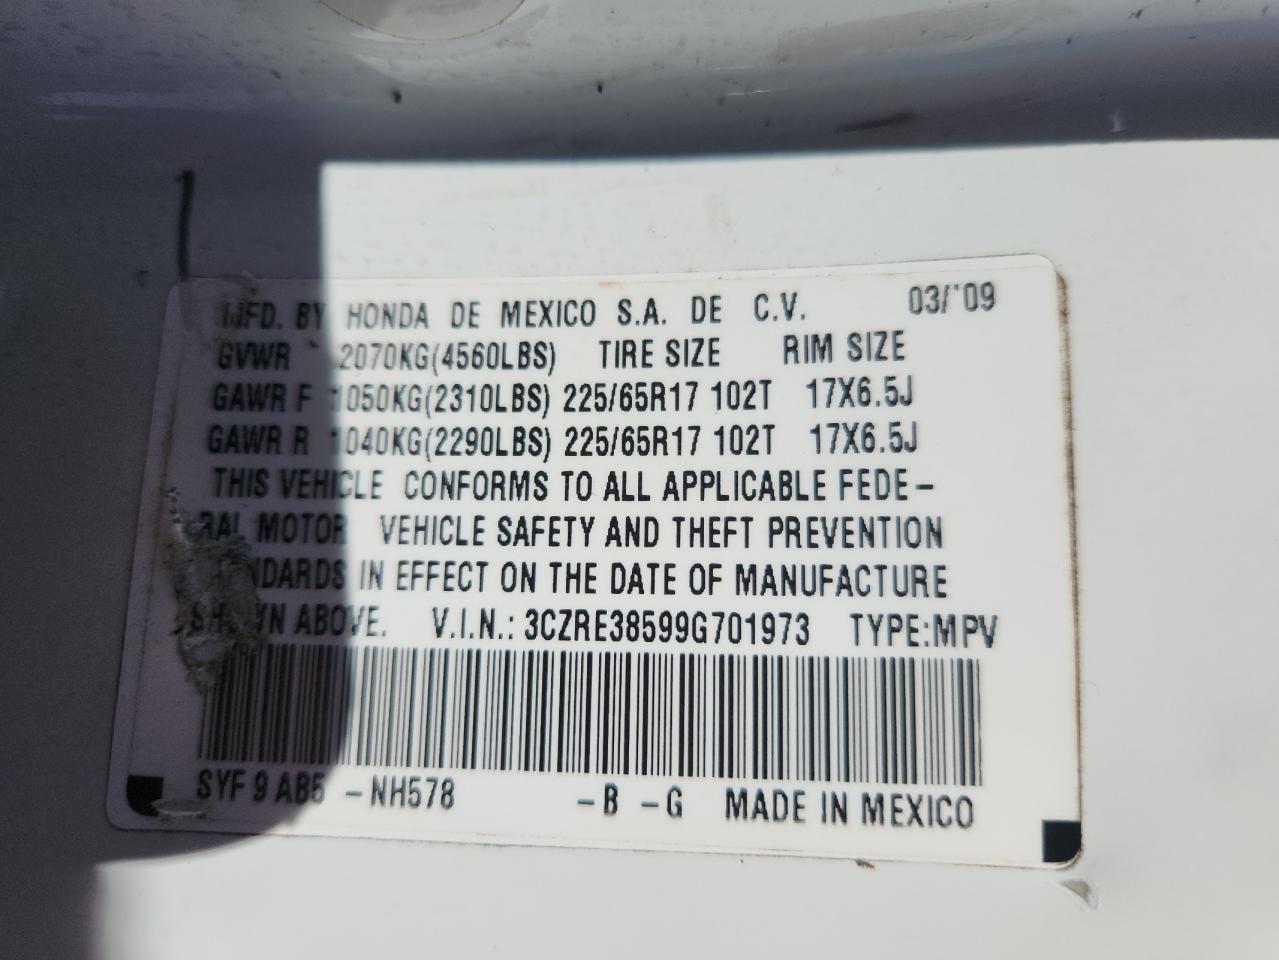 MFD. BY HONDA DE MEXICO S.A. DE C.V. 03/'09
GVWR 2070KG(4560LBS) TIRE SIZE RIM SIZE
GAWR F 1050KG(2310LBS) 225/65R17 102T 17X6.5J
GAWR R 1040KG(2290LBS) 225/65R17 102T 17X6.5J
THIS VEHICLE CONFORMS TO ALL APPLICABLE FEDE-
RAL MOTOR VEHICLE SAFETY AND THEFT PREVENTION
NDARDS IN EFFECT ON THE DATE OF MANUFACTURE
SHOWN ABOVE. V.I.N.: 3CZRE38599G701973 TYPE:MPV
SYF 9 AB5 -NH578 -B -G MADE IN MEXICO